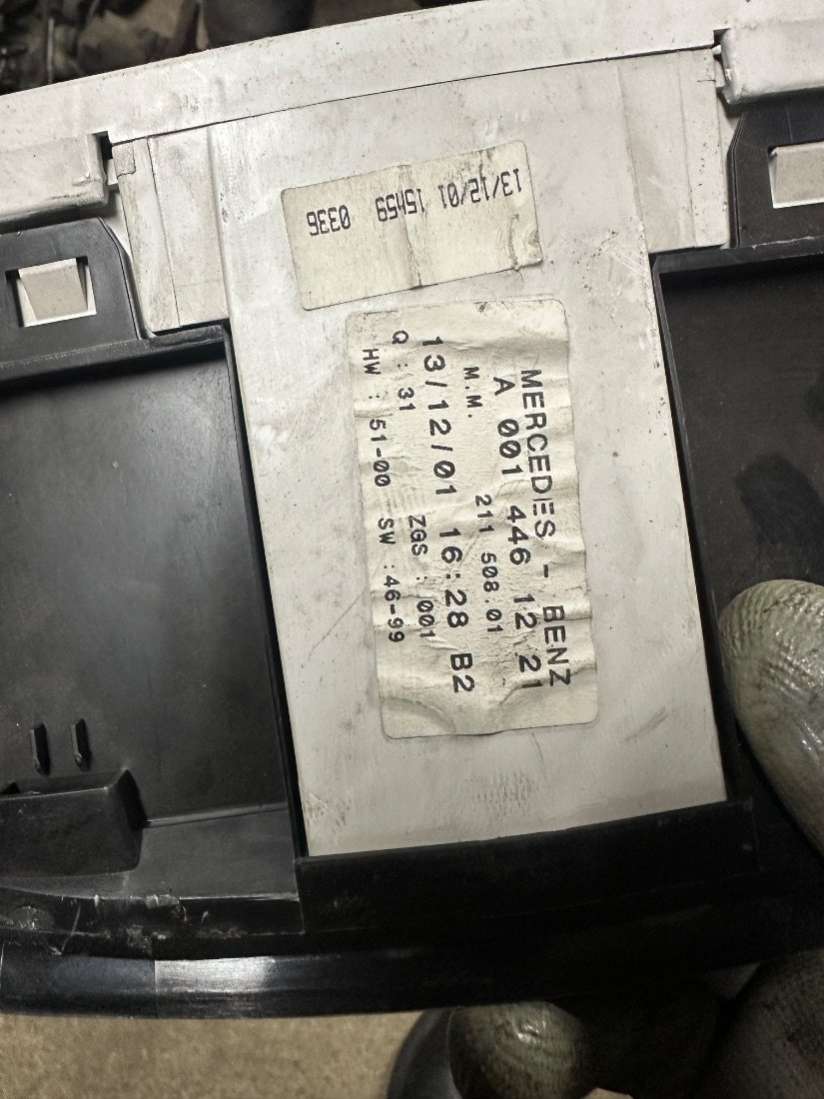 13/12/01 15h59 0336
MERCEDES - BENZ
A 001 446 12 21
M.M. 211 508.01
13/12/01 16:28 B2
Q : 31 ZGS : 001
HW : 51-00 SW : 46-99